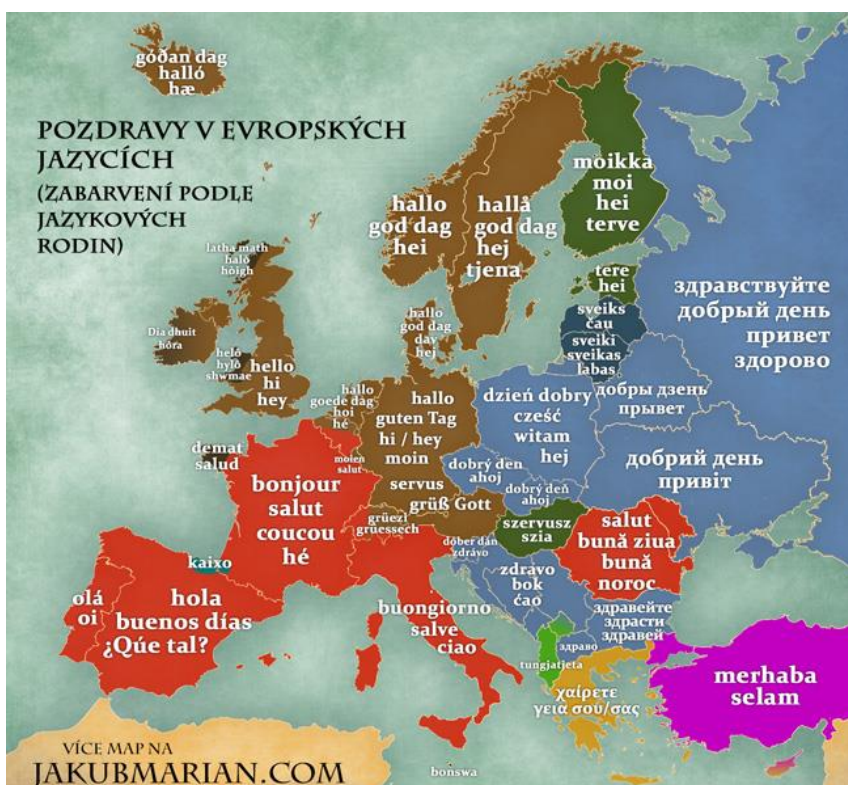 góðan dag
halló
hæ
POZDRAVY V EVROPSKÝCH
JAZYCÍCH
(ZABARVENÍ PODLE
JAZYKOVÝCH
RODIN)
hallo
god dag
hei
hallå
god dag
hej
tjena
moikka
moi
hei
terve
tere
hei
sveiks
čau
sveiki
sveikas
labas
здравствуйте
добрый день
привет
здорово
latha math
haló
hòigh
Dia dhuit
hóra
helô
hylô
shwmae
hello
hi
hey
hallo
god dag
dav
hej
hallo
goede dag
hoi
hé
hallo
guten Tag
hi / hey
moin
servus
grüß Gott
dzień dobry
cześć
witam
hej
добры дзень
прывет
добрий день
привіт
demat
salud
moien
salut
dobrý den
ahoj
dobrý deň
ahoj
bonjour
salut
coucou
hé
grüezi
grüessech
szervusz
szia
salut
bună ziua
bună
noroc
dóber dán
zdrávo
kaixo
olá
oi
hola
buenos días
¿Qúe tal?
buongiorno
salve
ciao
zdravo
bok
ćao
здравейте
здрасти
здравей
здраво
tungjatjeta
χαίρετε
γεια σου/σας
merhaba
selam
bonswa
VÍCE MAP NA
JAKUBMARIAN.COM